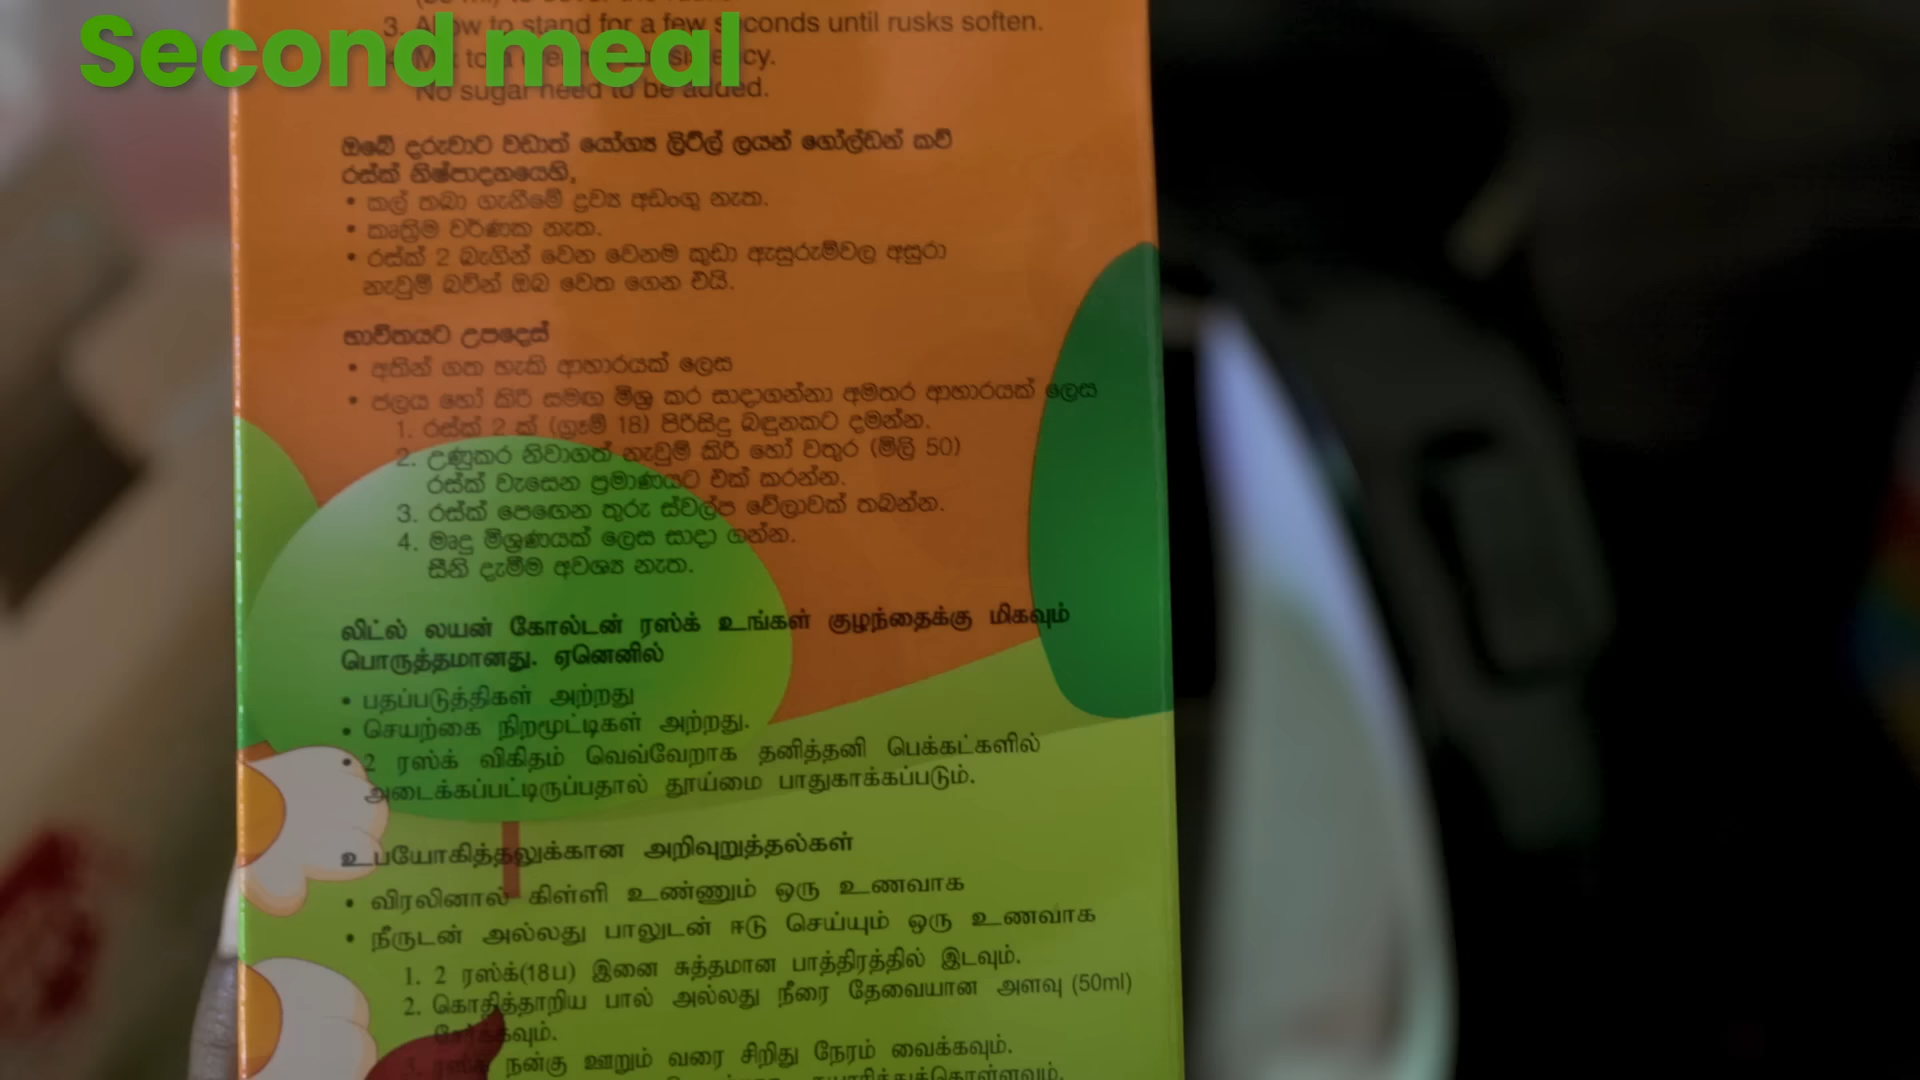 Second meal
3. Allow to stand for a few seconds until rusks soften.
No sugar need to be added.
ඔබේ දරුවාට වඩාත් යෝග්‍ය ලිට්ල් ලයන් ගෝල්ඩන් කව්
රස්ක් නිෂ්පාදනයෙහි,
• කල් තබා ගැනීමේ ද්‍රව්‍ය අඩංගු නැත.
• කෘත්‍රිම වර්ණක නැත.
• රස්ක් 2 බැගින් වෙන වෙනම කුඩා ඇසුරුම්වල අසුරා
නැවුම් බවින් ඔබ වෙත ගෙන එයි.
භාවිතයට උපදෙස්
• අතින් ගත හැකි ආහාරයක් ලෙස
• ජලය හෝ කිරි සමඟ මිශ්‍ර කර සාදාගන්නා අමතර ආහාරයක් ලෙස
1. රස්ක් 2 ක් (ග්‍රෑම් 18) පිරිසිදු බඳුනකට දමන්න.
2. උණුකර නිවාගත් නැවුම් කිරි හෝ වතුර (මිලි 50)
රස්ක් වැසෙන ප්‍රමාණයට එක් කරන්න.
3. රස්ක් පෙඟෙන තුරු ස්වල්ප වේලාවක් තබන්න.
4. මෘදු මිශ්‍රණයක් ලෙස සාදා ගන්න.
සීනි දැමීම අවශ්‍ය නැත.
லிட்ல் லயன் கோல்டன் ரஸ்க் உங்கள் குழந்தைக்கு மிகவும்
பொருத்தமானது. ஏனெனில்
• பதப்படுத்திகள் அற்றது
• செயற்கை நிறமூட்டிகள் அற்றது.
• 2 ரஸ்க் விகிதம் வெவ்வேறாக தனித்தனி பெக்கட்களில்
அடைக்கப்பட்டிருப்பதால் தூய்மை பாதுகாக்கப்படும்.
உபயோகித்தலுக்கான அறிவுறுத்தல்கள்
• விரலினால் கிள்ளி உண்ணும் ஒரு உணவாக
• நீருடன் அல்லது பாலுடன் ஈடு செய்யும் ஒரு உணவாக
1. 2 ரஸ்க்(18ப) இனை சுத்தமான பாத்திரத்தில் இடவும்.
2. கொதித்தாறிய பால் அல்லது நீரை தேவையான அளவு (50ml)
சேர்க்கவும்.
3. ரஸ்க் நன்கு ஊறும் வரை சிறிது நேரம் வைக்கவும்.